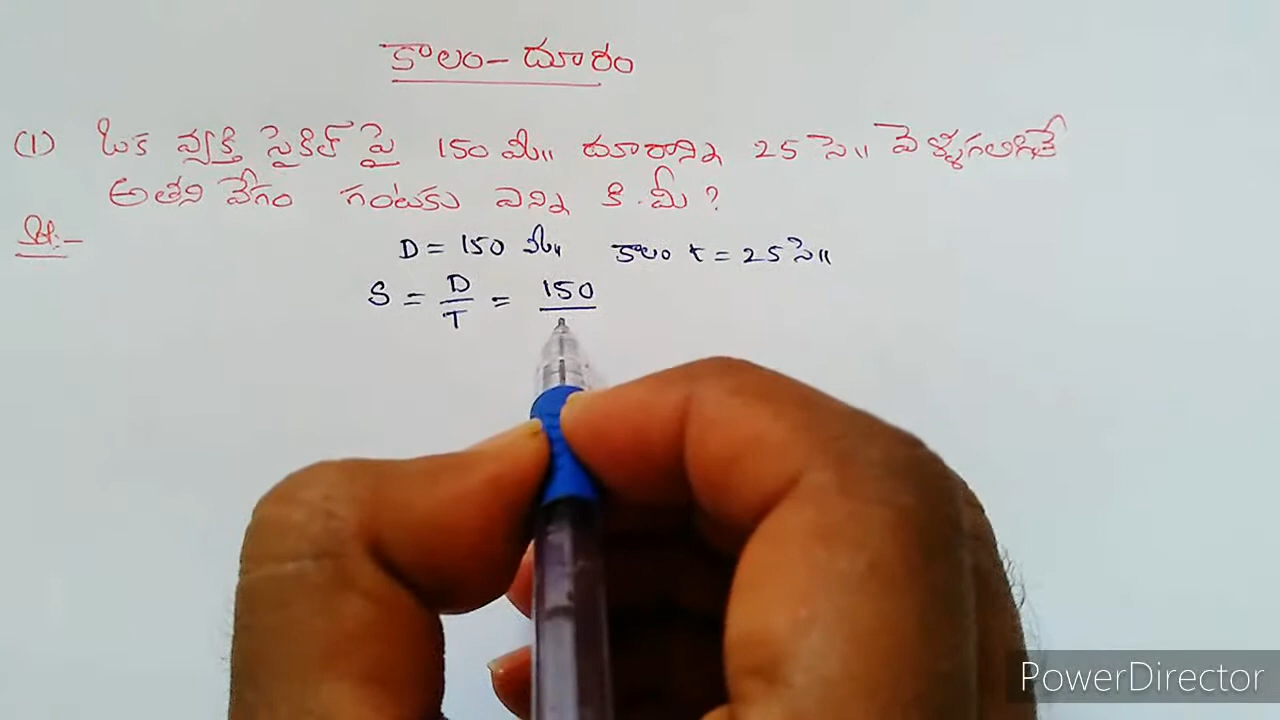 కాలం - దూరం
(1) ఒక వ్యక్తి సైకిల్ పై 150 మీ॥ దూరాన్ని 25 సె॥ వెళ్ళగలిగితే
అతని వేగం గంటకు ఎన్ని కి.మీ?
D = 150 మీ॥ కాలం t = 25 సె॥
S = D/T = 150
PowerDirector